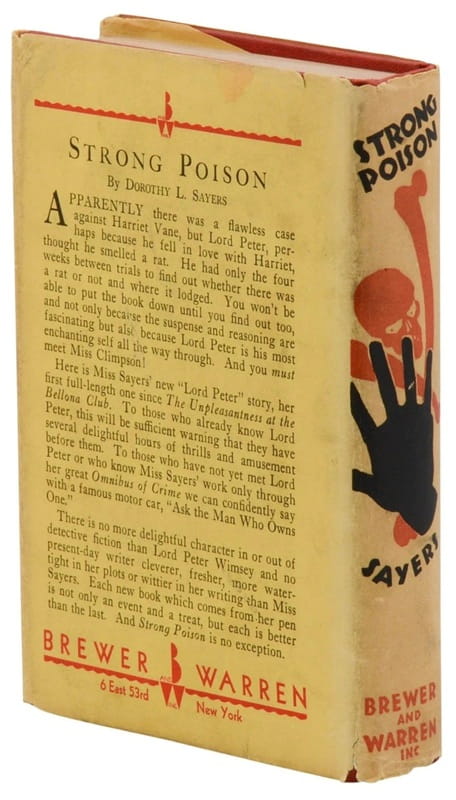 B
AND
W
INC
STRONG POISON
By DOROTHY L. SAYERS
APPARENTLY there was a flawless case
against Harriet Vane, but Lord Peter, per-
haps because he fell in love with Harriet,
thought he smelled a rat. He had only the four
weeks between trials to find out whether there was
a rat or not and where it lodged. You won't be
able to put the book down until you find out too,
and not only because the suspense and reasoning are
fascinating but also because Lord Peter is his most
enchanting self all the way through. And you must
meet Miss Climpson!
Here is Miss Sayers' new "Lord Peter" story, her
first full-length one since The Unpleasantness at the
Bellona Club. To those who already know Lord
Peter, this will be sufficient warning that they have
several delightful hours of thrills and amusement
before them. To those who have not yet met Lord
Peter or who know Miss Sayers' work only through
her great Omnibus of Crime we can confidently say
with a famous motor car, "Ask the Man Who Owns
One."
There is no more delightful character in or out of
detective fiction than Lord Peter Wimsey and no
present-day writer cleverer, fresher, more water-
tight in her plots or wittier in her writing than Miss
Sayers. Each new book which comes from her pen
is not only an event and a treat, but each is better
than the last. And Strong Poison is no exception.
BREWER B AND W INC WARREN
6 East 53rd New York
STRONG
POISON
SAYERS
BREWER
AND
WARREN
INC